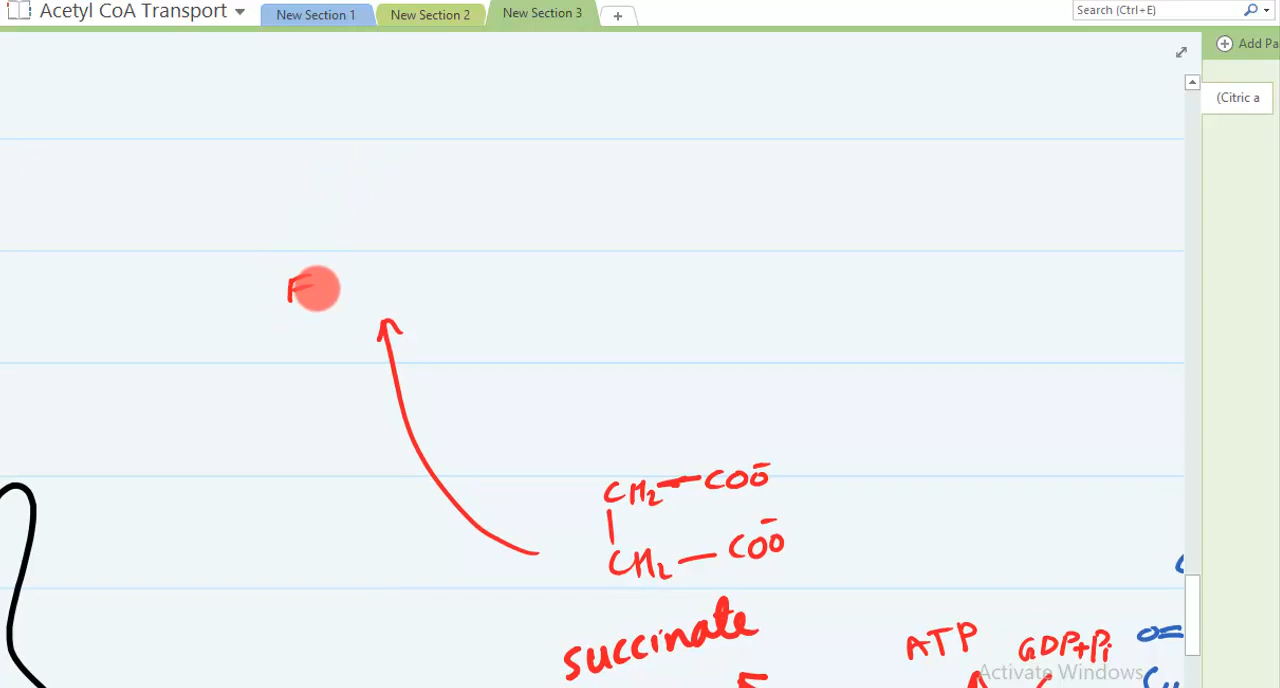 Acetyl CoA Transport
New Section 1
New Section 2
New Section 3
+
Search (Ctrl+E)
Add Pa
(Citric a
F
CH2 — COO⁻
|
CH2 — COO⁻
succinate
ATP
GDP+Pi
O=
Activate Windows